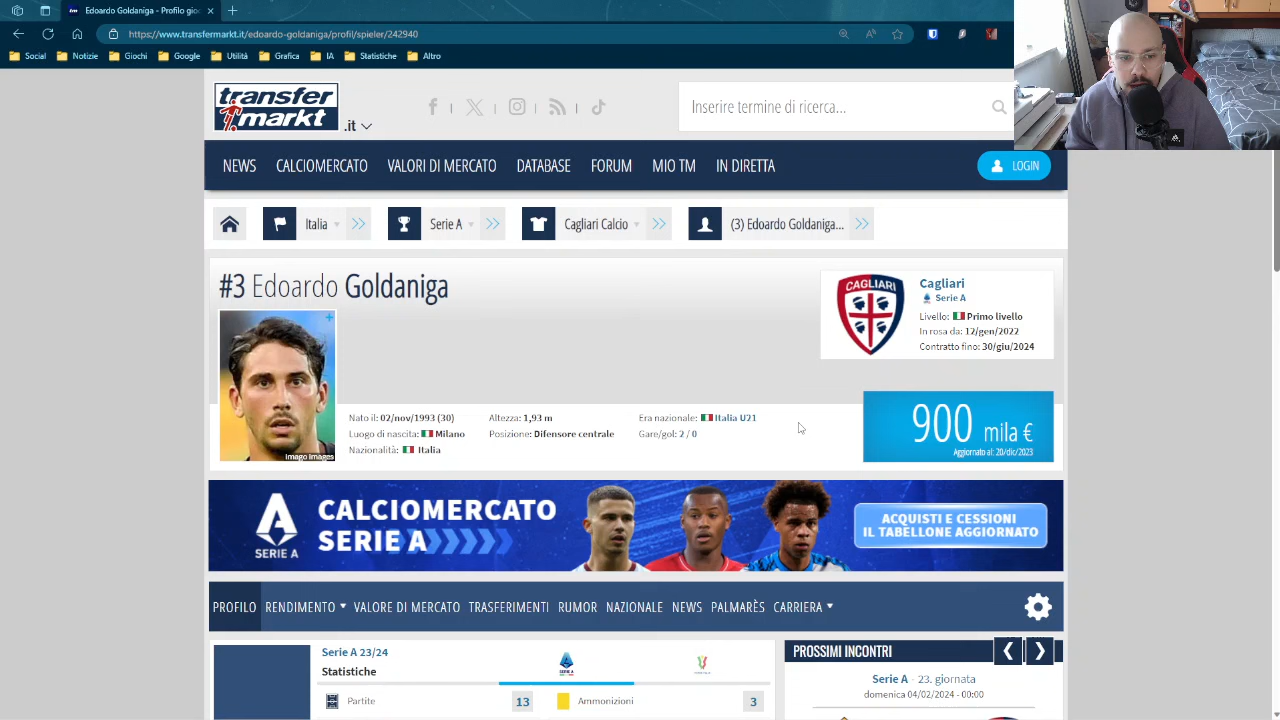 Edoardo Goldaniga - Profilo gioc
https://www.transfermarkt.it/edoardo-goldaniga/profil/spieler/242940
Social
Notizie
Giochi
Google
Utilità
Grafica
IA
Statistiche
Altro
transfer
markt
.it
Inserire termine di ricerca...
NEWS
CALCIOMERCATO
VALORI DI MERCATO
DATABASE
FORUM
MIO TM
IN DIRETTA
LOGIN
Italia
Serie A
Cagliari Calcio
(3) Edoardo Goldaniga...
#3 Edoardo Goldaniga
CAGLIARI
Cagliari
Serie A
Livello: Primo livello
In rosa da: 12/gen/2022
Contratto fino: 30/giu/2024
Imago Images
Nato il: 02/nov/1993 (30)
Luogo di nascita: Milano
Nazionalità: Italia
Altezza: 1,93 m
Posizione: Difensore centrale
Era nazionale: Italia U21
Gare/gol: 2 / 0
900 mila €
Aggiornato al: 20/dic/2023
SERIE A
CALCIOMERCATO
SERIE A
ACQUISTI E CESSIONI
IL TABELLONE AGGIORNATO
PROFILO
RENDIMENTO
VALORE DI MERCATO
TRASFERIMENTI
RUMOR
NAZIONALE
NEWS
PALMARÈS
CARRIERA
Serie A 23/24
Statistiche
Partite 13
Ammonizioni 3
PROSSIMI INCONTRI
Serie A - 23. giornata
domenica 04/02/2024 - 00:00